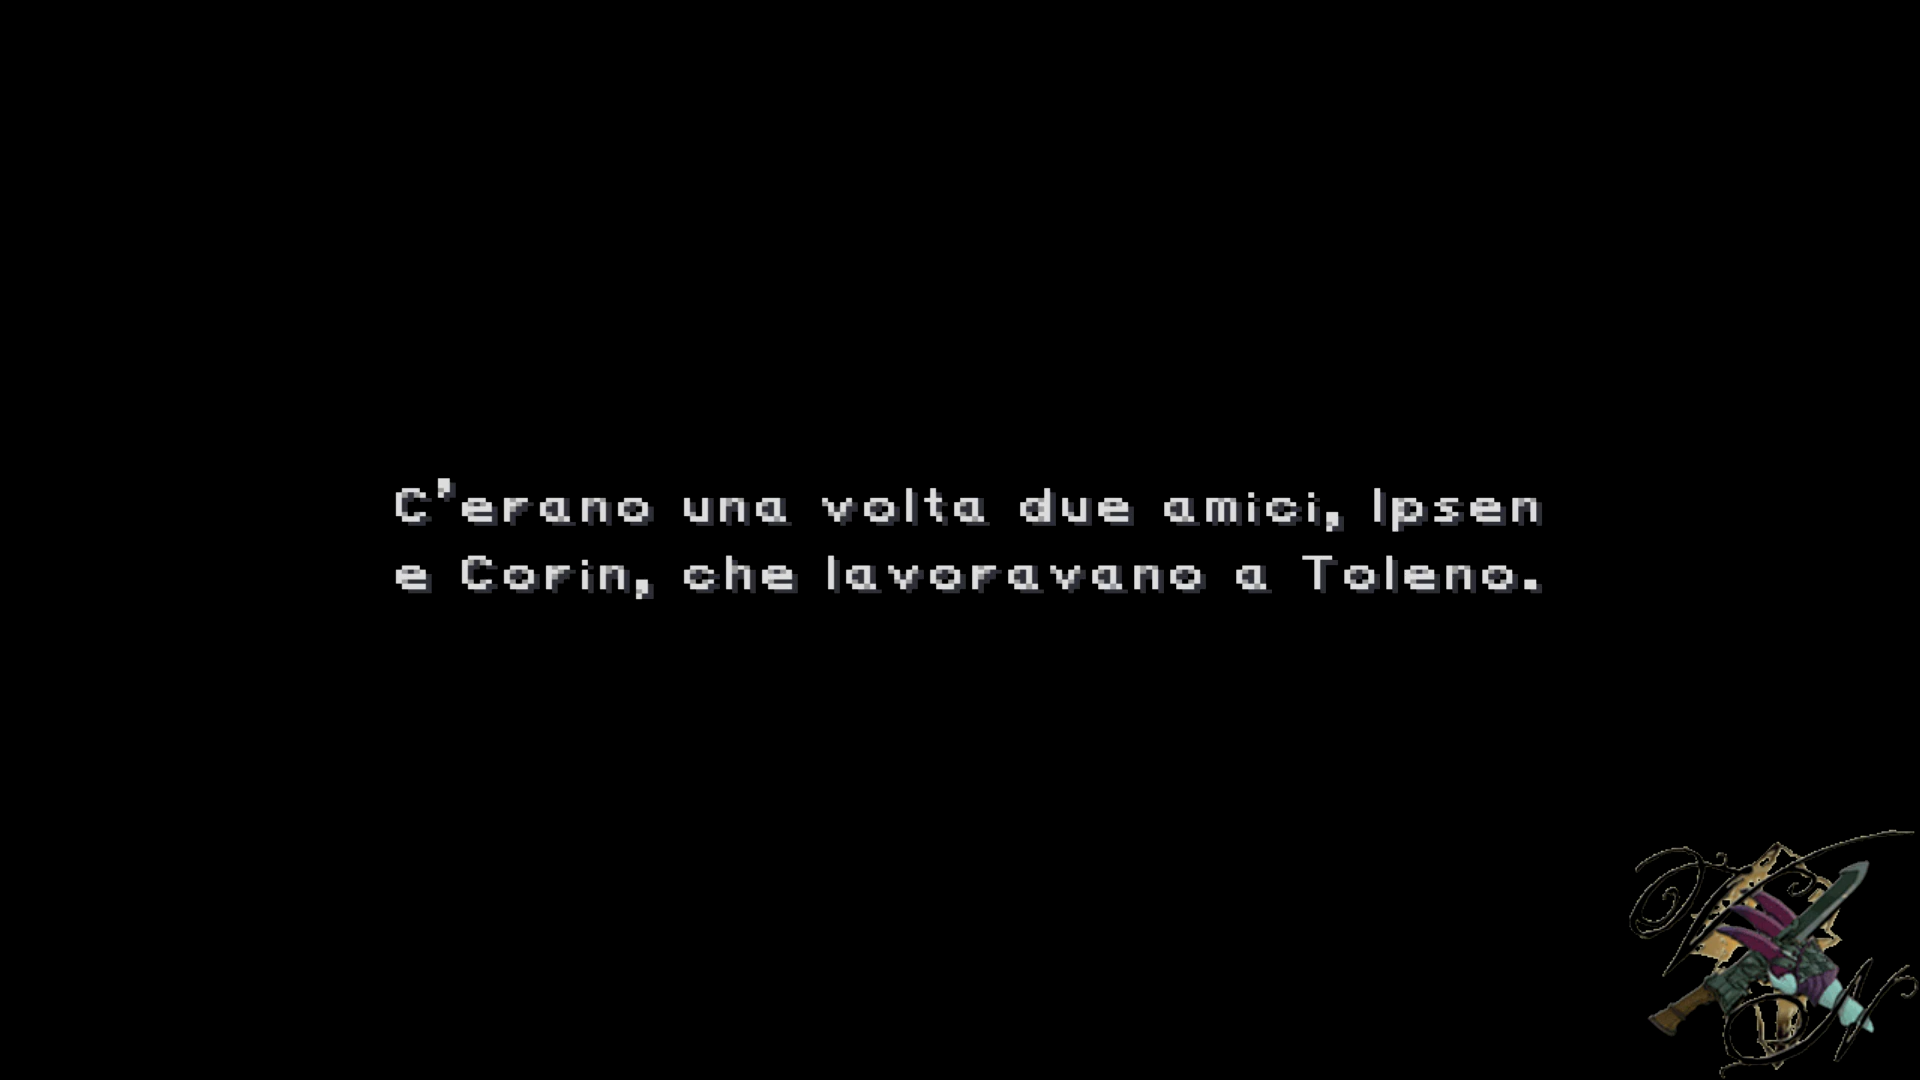 C'erano una volta due amici, Ipsen
e Corin, che lavoravano a Toleno.